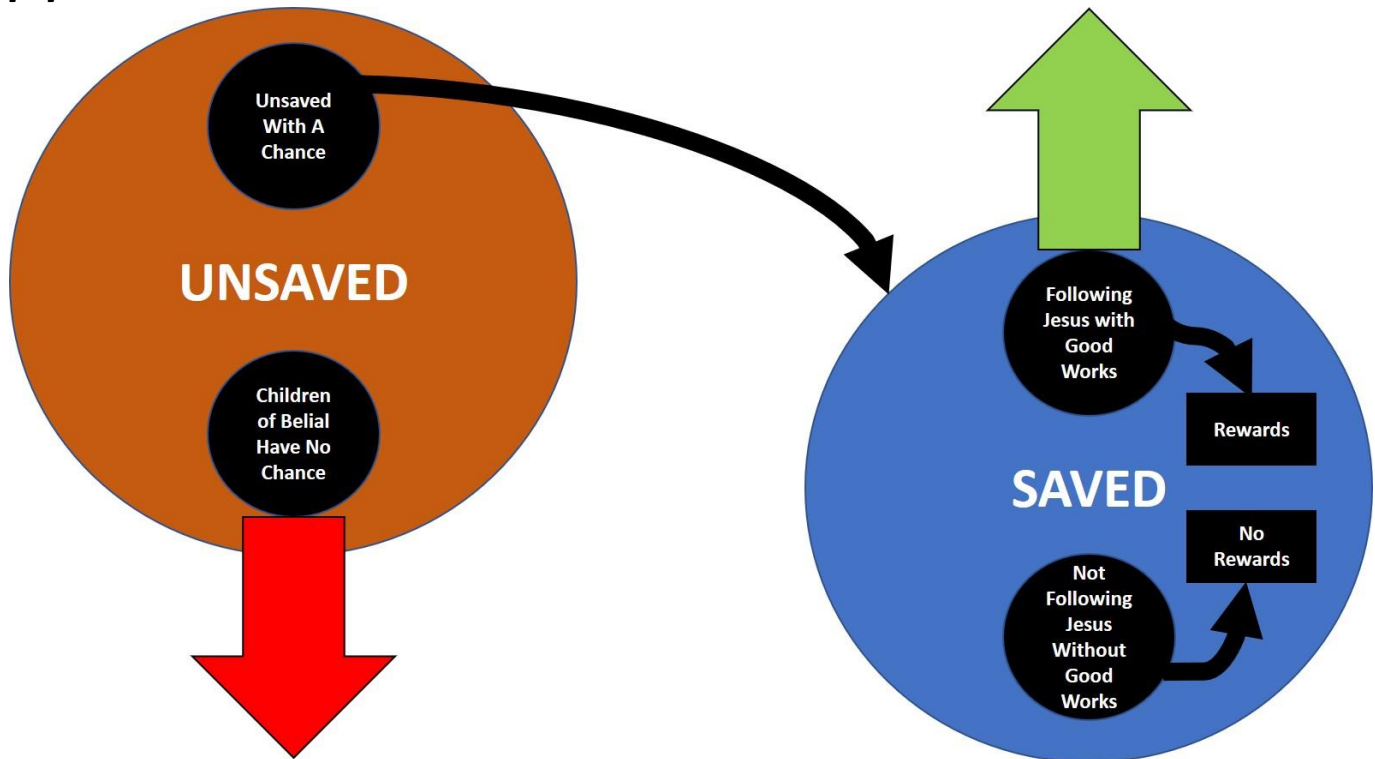 Unsaved
With A
Chance
UNSAVED
Children
of Belial
Have No
Chance
Following
Jesus with
Good
Works
Rewards
SAVED
No
Rewards
Not
Following
Jesus
Without
Good
Works